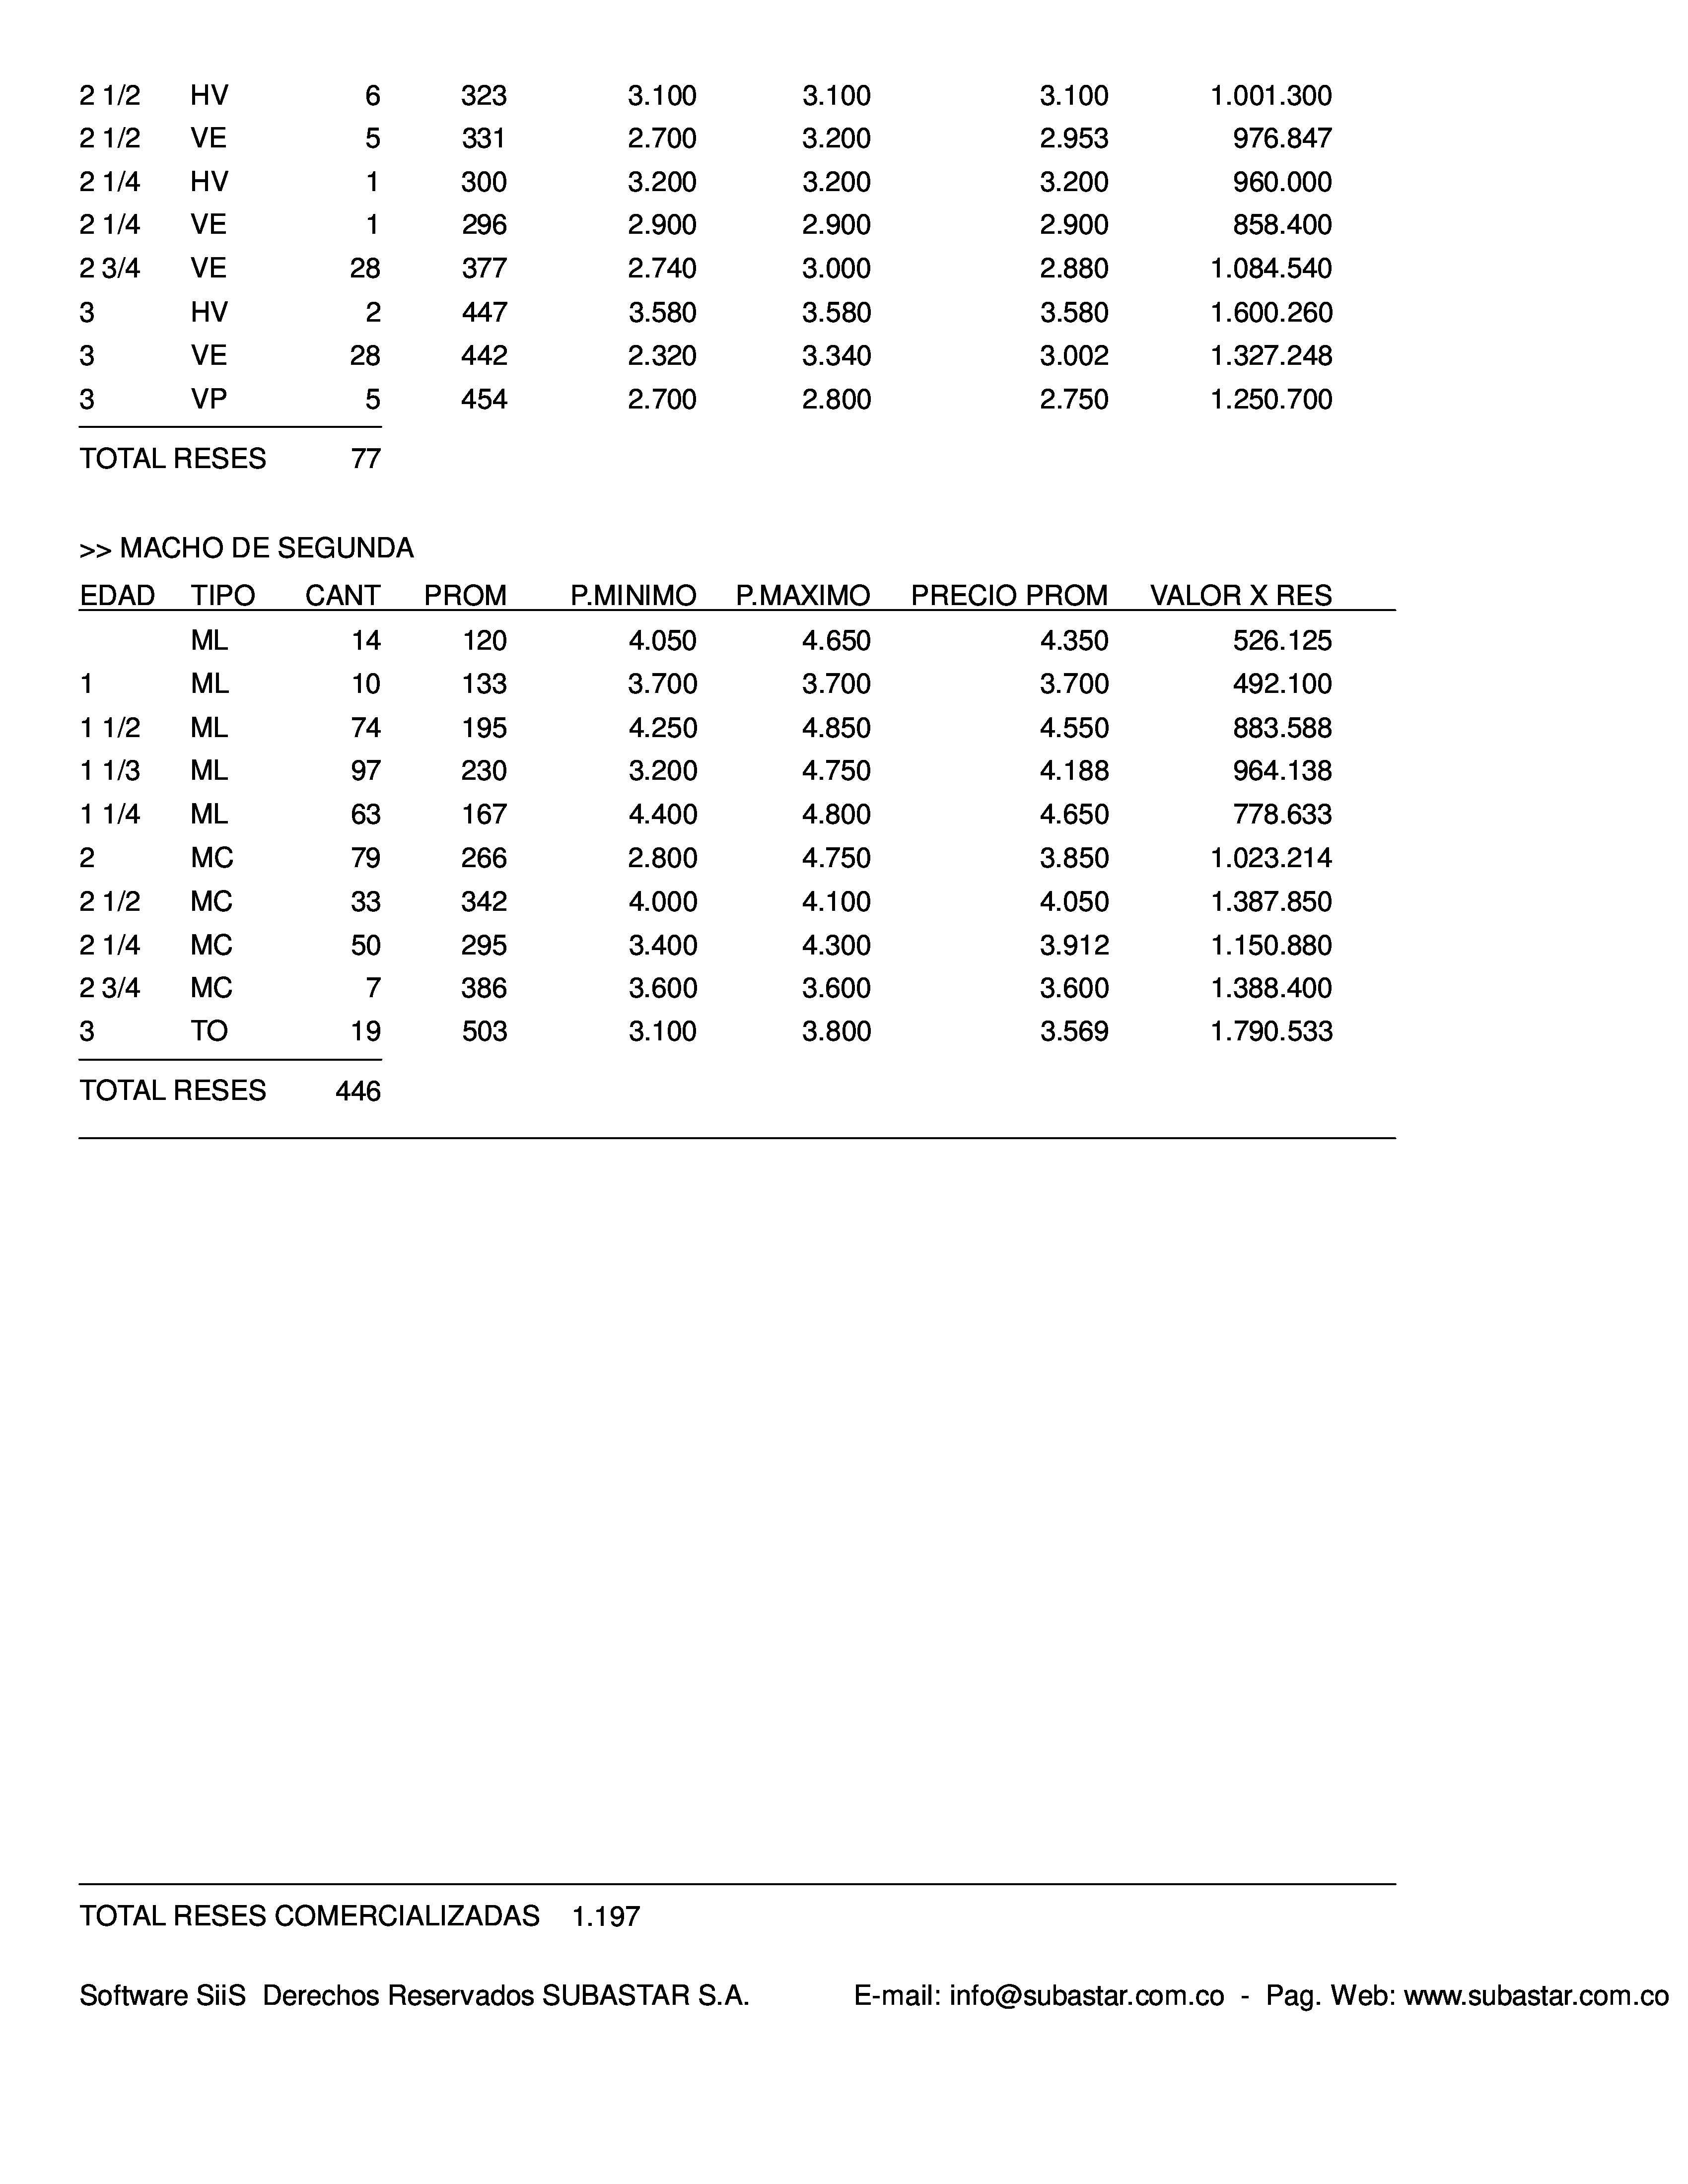 2 1/2 HV 6 323 3.100 3.100 3.100 1.001.300
2 1/2 VE 5 331 2.700 3.200 2.953 976.847
2 1/4 HV 1 300 3.200 3.200 3.200 960.000
2 1/4 VE 1 296 2.900 2.900 2.900 858.400
2 3/4 VE 28 377 2.740 3.000 2.880 1.084.540
3 HV 2 447 3.580 3.580 3.580 1.600.260
3 VE 28 442 2.320 3.340 3.002 1.327.248
3 VP 5 454 2.700 2.800 2.750 1.250.700
TOTAL RESES 77
>> MACHO DE SEGUNDA
EDAD TIPO CANT PROM P.MINIMO P.MAXIMO PRECIO PROM VALOR X RES
ML 14 120 4.050 4.650 4.350 526.125
1 ML 10 133 3.700 3.700 3.700 492.100
1 1/2 ML 74 195 4.250 4.850 4.550 883.588
1 1/3 ML 97 230 3.200 4.750 4.188 964.138
1 1/4 ML 63 167 4.400 4.800 4.650 778.633
2 MC 79 266 2.800 4.750 3.850 1.023.214
2 1/2 MC 33 342 4.000 4.100 4.050 1.387.850
2 1/4 MC 50 295 3.400 4.300 3.912 1.150.880
2 3/4 MC 7 386 3.600 3.600 3.600 1.388.400
3 TO 19 503 3.100 3.800 3.569 1.790.533
TOTAL RESES 446
TOTAL RESES COMERCIALIZADAS 1.197
Software SiiS Derechos Reservados SUBASTAR S.A. E-mail: info@subastar.com.co - Pag. Web: www.subastar.com.co